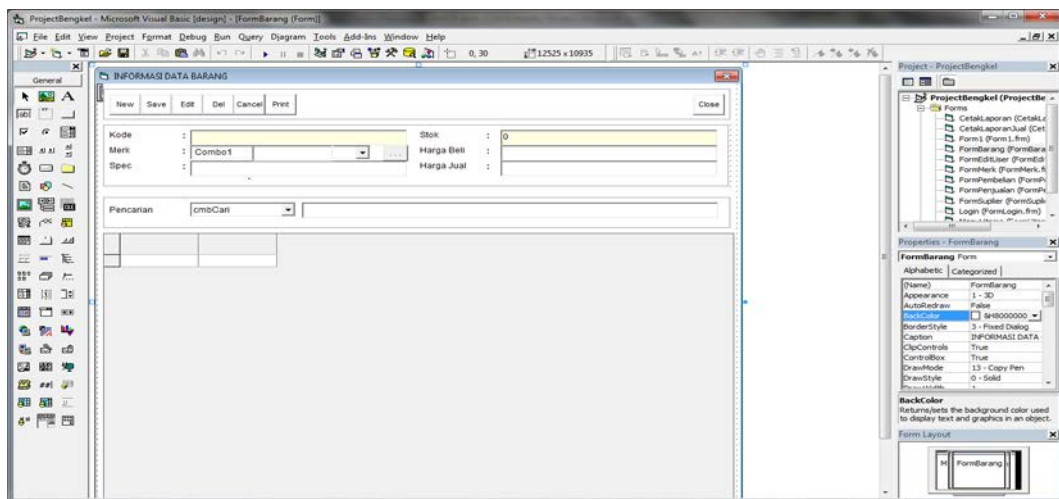 ProjectBengkel - Microsoft Visual Basic [design] - [FormBarang (Form)]
File Edit View Project Format Debug Run Query Diagram Tools Add-Ins Window Help
0, 30 12525 x 10935
General
INFORMASI DATA BARANG
New Save Edit Del Cancel Print Close
Kode :
Merk : Combo1 ...
Spec :
Stok : 0
Harga Beli :
Harga Jual :
Pencarian cmbCari
Project - ProjectBengkel
ProjectBengkel (ProjectBe
Forms
CetakLaporan (CetakLa
CetakLaporanJual (Cet
Form1 (Form1.frm)
FormBarang (FormBara
FormEditUser (FormEdi
FormMerk (FormMerk.fr
FormPembelian (FormPe
FormPenjualan (FormPe
FormSuplier (FormSuplie
Login (FormLogin.frm)
Properties - FormBarang
FormBarang Form
Alphabetic Categorized
(Name) FormBarang
Appearance 1 - 3D
AutoRedraw False
BackColor &H8000000
BorderStyle 3 - Fixed Dialog
Caption INFORMASI DATA
ClipControls True
ControlBox True
DrawMode 13 - Copy Pen
DrawStyle 0 - Solid
DrawWidth 1
BackColor
Returns/sets the background color used
to display text and graphics in an object.
Form Layout
M FormBarang